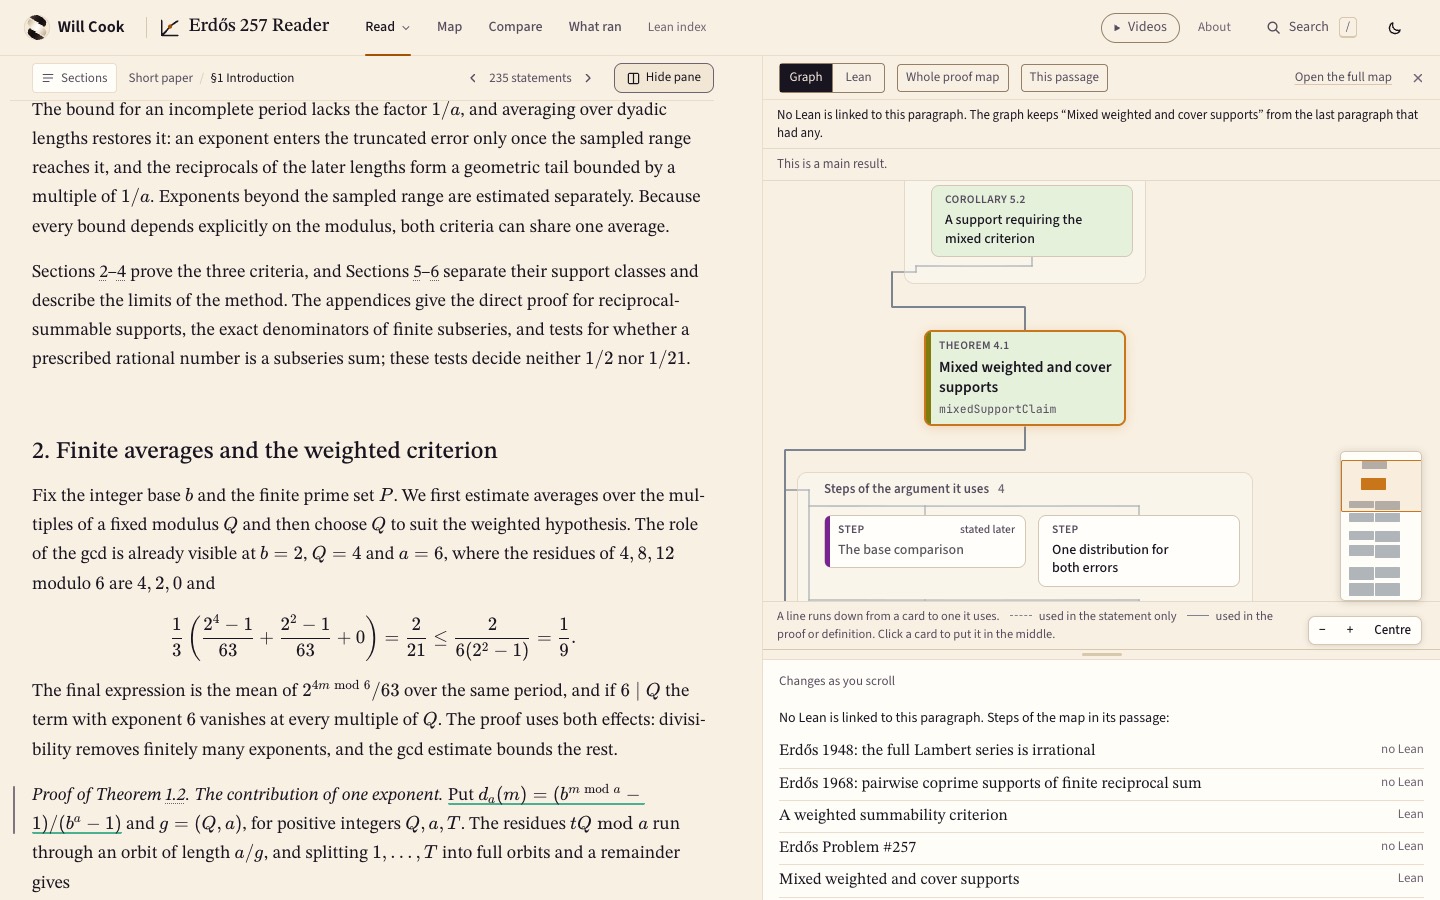 Will Cook
Erdős 257 Reader
Read
Map
Compare
What ran
Lean index
Videos
About
Search
/
Sections
Short paper / §1 Introduction
235 statements
Hide pane
The bound for an incomplete period lacks the factor 1/a, and averaging over dyadic
lengths restores it: an exponent enters the truncated error only once the sampled range
reaches it, and the reciprocals of the later lengths form a geometric tail bounded by a
multiple of 1/a. Exponents beyond the sampled range are estimated separately. Because
every bound depends explicitly on the modulus, both criteria can share one average.
Sections 2–4 prove the three criteria, and Sections 5–6 separate their support classes and
describe the limits of the method. The appendices give the direct proof for reciprocal-
summable supports, the exact denominators of finite subseries, and tests for whether a
prescribed rational number is a subseries sum; these tests decide neither 1/2 nor 1/21.
2. Finite averages and the weighted criterion
Fix the integer base b and the finite prime set P. We first estimate averages over the mul-
tiples of a fixed modulus Q and then choose Q to suit the weighted hypothesis. The role
of the gcd is already visible at b = 2, Q = 4 and a = 6, where the residues of 4, 8, 12
modulo 6 are 4, 2, 0 and
1/3 ( (2^4 − 1)/63 + (2^2 − 1)/63 + 0 ) = 2/21 ≤ 2/(6(2^2 − 1)) = 1/9.
The final expression is the mean of 2^{4m mod 6}/63 over the same period, and if 6 | Q the
term with exponent 6 vanishes at every multiple of Q. The proof uses both effects: divisi-
bility removes finitely many exponents, and the gcd estimate bounds the rest.
Proof of Theorem 1.2. The contribution of one exponent. Put d_a(m) = (b^{m mod a} −
1)/(b^a − 1) and g = (Q, a), for positive integers Q, a, T. The residues tQ mod a run
through an orbit of length a/g, and splitting 1, . . . , T into full orbits and a remainder
gives
Graph
Lean
Whole proof map
This passage
Open the full map
×
No Lean is linked to this paragraph. The graph keeps “Mixed weighted and cover supports” from the last paragraph that
had any.
This is a main result.
COROLLARY 5.2
A support requiring the
mixed criterion
THEOREM 4.1
Mixed weighted and cover
supports
mixedSupportClaim
Steps of the argument it uses 4
STEP
stated later
The base comparison
STEP
One distribution for
both errors
A line runs down from a card to one it uses. ----- used in the statement only —— used in the
proof or definition. Click a card to put it in the middle.
−
+
Centre
Changes as you scroll
No Lean is linked to this paragraph. Steps of the map in its passage:
Erdős 1948: the full Lambert series is irrational
no Lean
Erdős 1968: pairwise coprime supports of finite reciprocal sum
no Lean
A weighted summability criterion
Lean
Erdős Problem #257
no Lean
Mixed weighted and cover supports
Lean